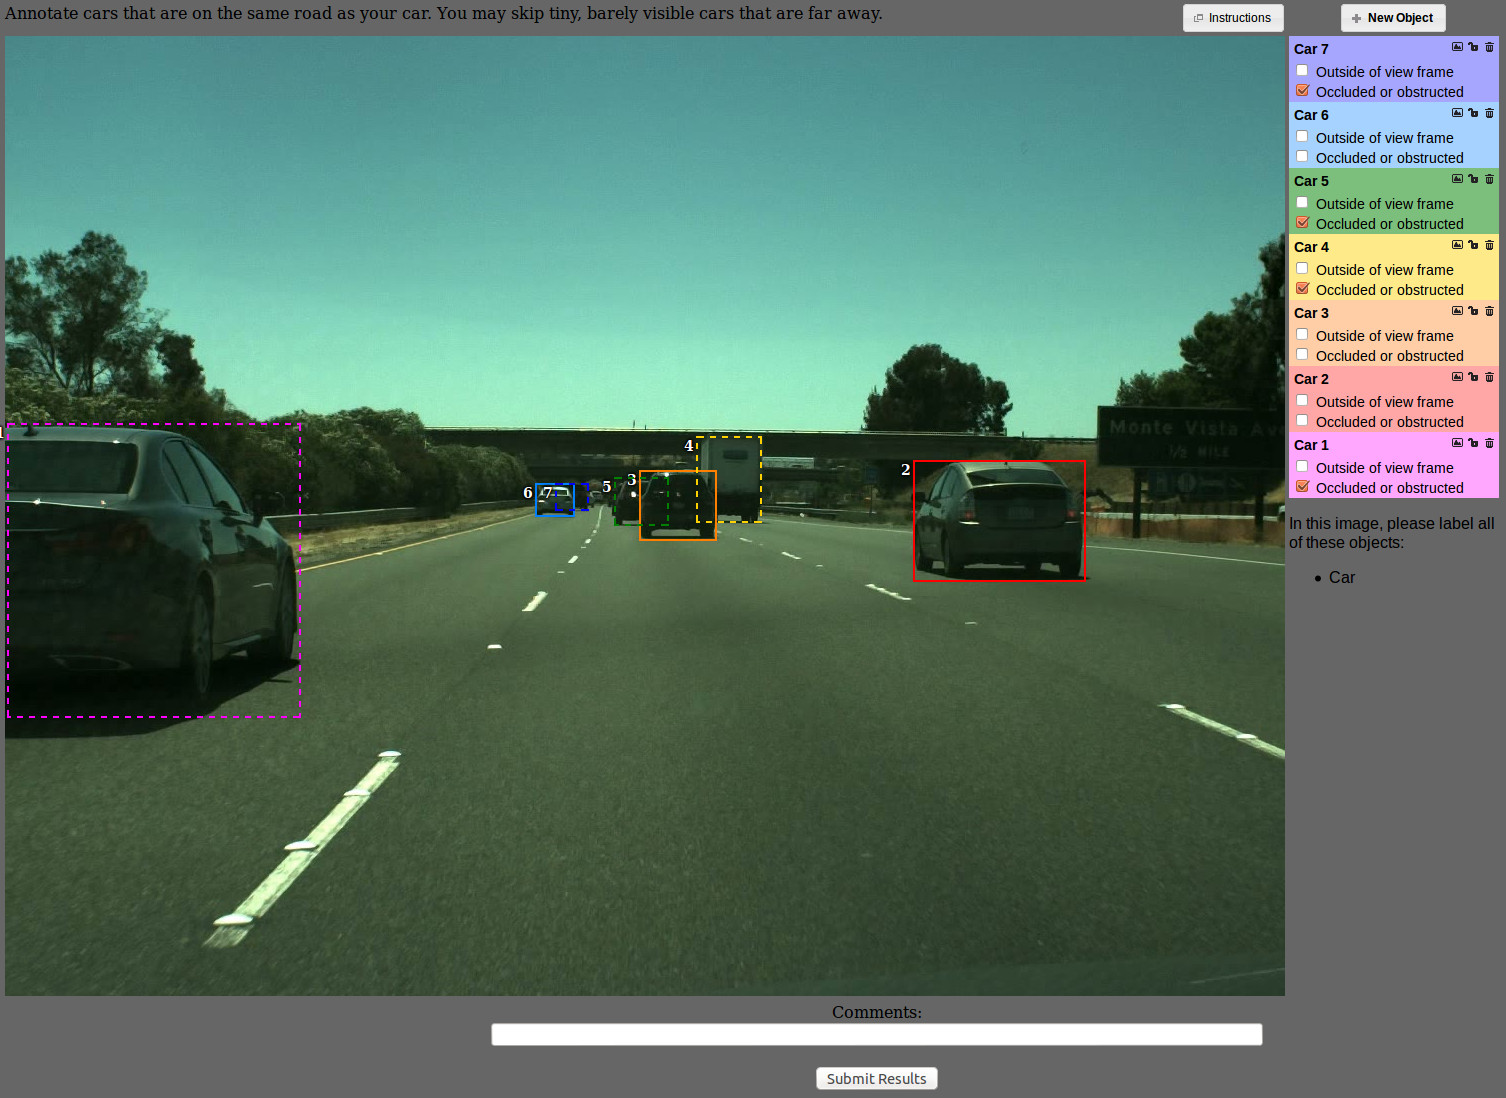 Annotate cars that are on the same road as your car. You may skip tiny, barely visible cars that are far away.
Instructions
New Object
Car 7
Outside of view frame
Occluded or obstructed
Car 6
Outside of view frame
Occluded or obstructed
Car 5
Outside of view frame
Occluded or obstructed
Car 4
Outside of view frame
Occluded or obstructed
Car 3
Outside of view frame
Occluded or obstructed
Car 2
Outside of view frame
Occluded or obstructed
Car 1
Outside of view frame
Occluded or obstructed
In this image, please label all
of these objects:
Car
1
2
3
4
5
6
7
Monte Vista Ave
1/2 MILE
Comments:
Submit Results